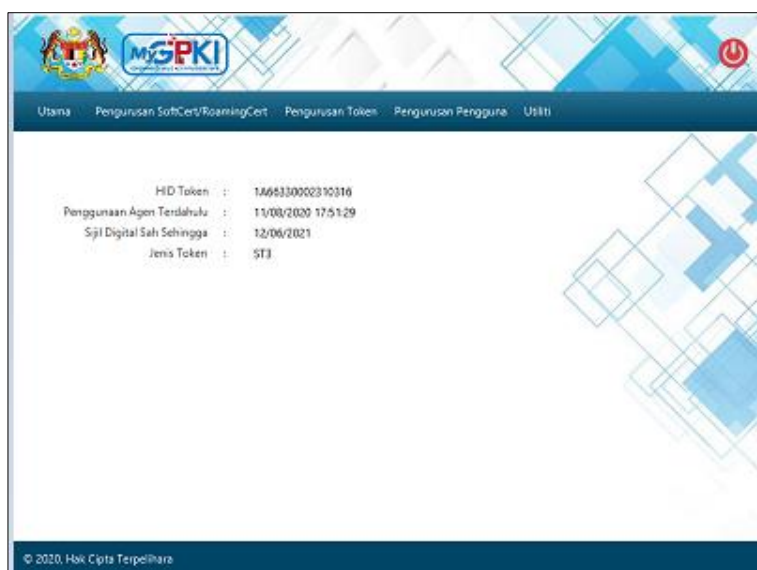 MyGPKI
Utama Pengurusan SoftCert/RoamingCert Pengurusan Token Pengurusan Pengguna Utiliti
HID Token : 1A66330002310316
Penggunaan Agen Terdahulu : 11/08/2020 17:51:29
Sijil Digital Sah Sehingga : 12/06/2021
Jenis Token : ST3
© 2020, Hak Cipta Terpelihara